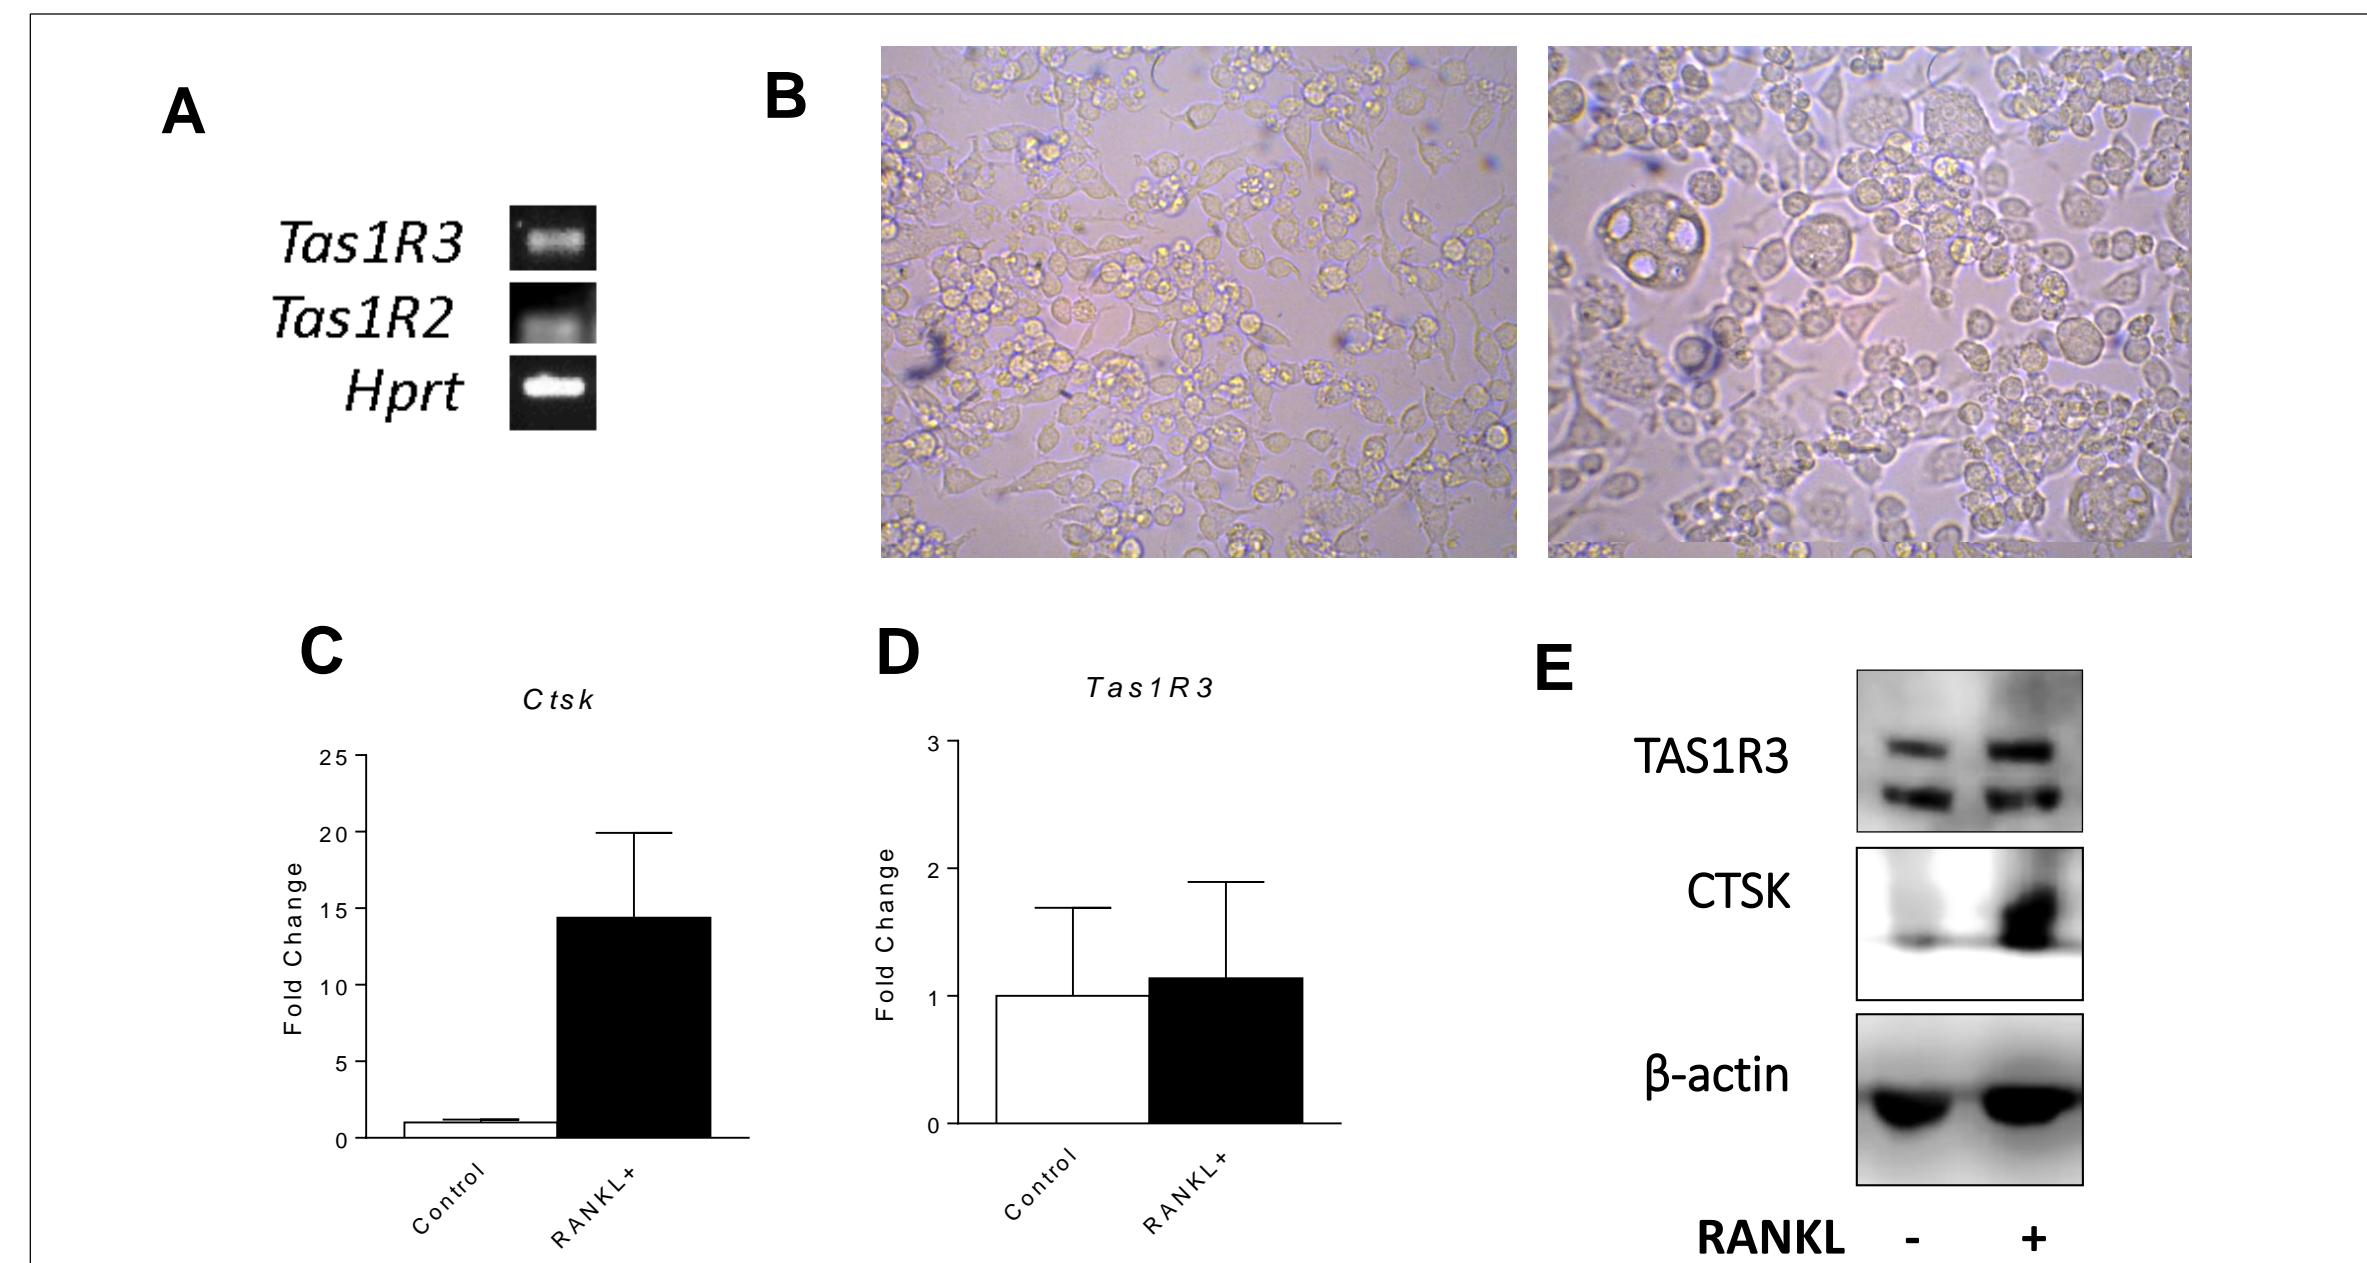 A
Tas1R3
Tas1R2
Hprt
B
C
Ctsk
Fold Change
25
20
15
10
5
0
Control
RANKL+
D
Tas1R3
Fold Change
3
2
1
0
Control
RANKL+
E
TAS1R3
CTSK
β-actin
RANKL - +